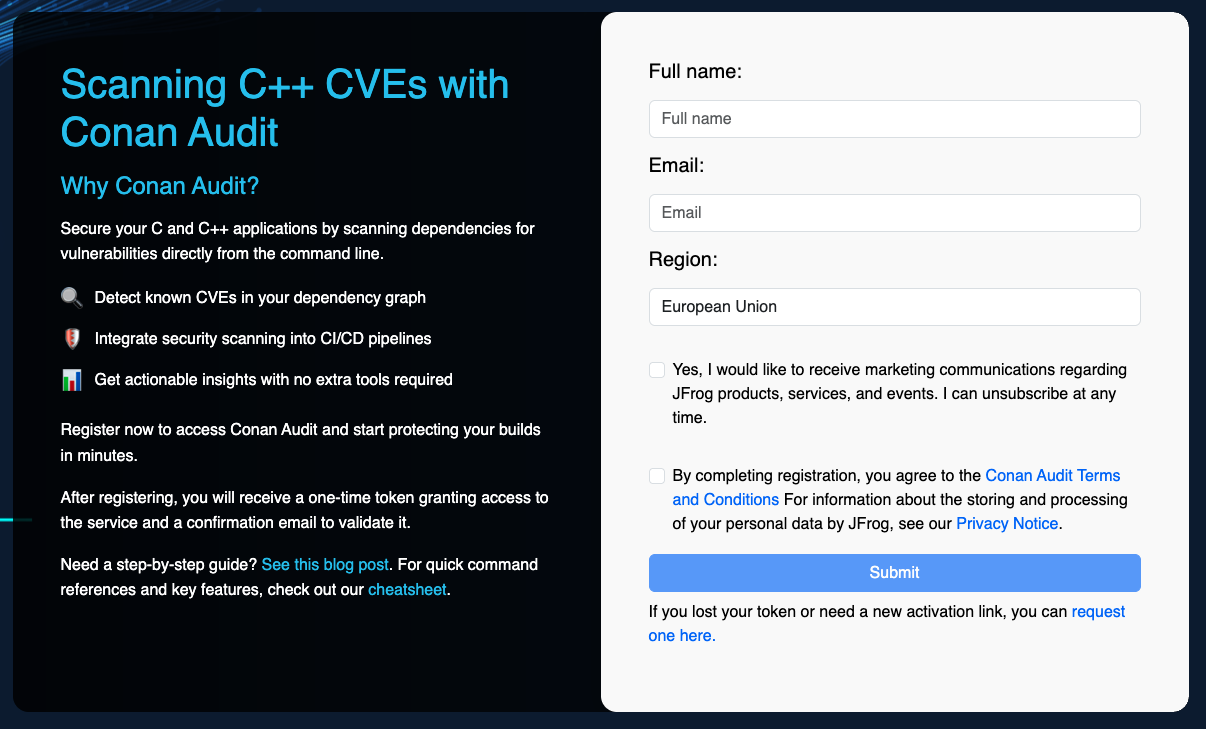 Scanning C++ CVEs with
Conan Audit
Why Conan Audit?
Secure your C and C++ applications by scanning dependencies for
vulnerabilities directly from the command line.
Detect known CVEs in your dependency graph
Integrate security scanning into CI/CD pipelines
Get actionable insights with no extra tools required
Register now to access Conan Audit and start protecting your builds
in minutes.
After registering, you will receive a one-time token granting access to
the service and a confirmation email to validate it.
Need a step-by-step guide? See this blog post. For quick command
references and key features, check out our cheatsheet.
Full name:
Full name
Email:
Email
Region:
European Union
Yes, I would like to receive marketing communications regarding
JFrog products, services, and events. I can unsubscribe at any
time.
By completing registration, you agree to the Conan Audit Terms
and Conditions For information about the storing and processing
of your personal data by JFrog, see our Privacy Notice.
Submit
If you lost your token or need a new activation link, you can request
one here.